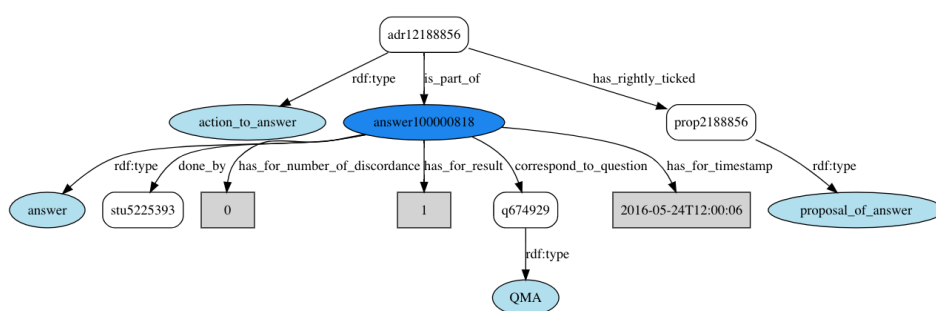 adr12188856
rdf:type is_part_of has_rightly_ticked
action_to_answer answer100000818 prop2188856
rdf:type done_by has_for_number_of_discordance has_for_result correspond_to_question has_for_timestamp rdf:type
answer stu5225393 0 1 q674929 2016-05-24T12:00:06 proposal_of_answer
rdf:type
QMA